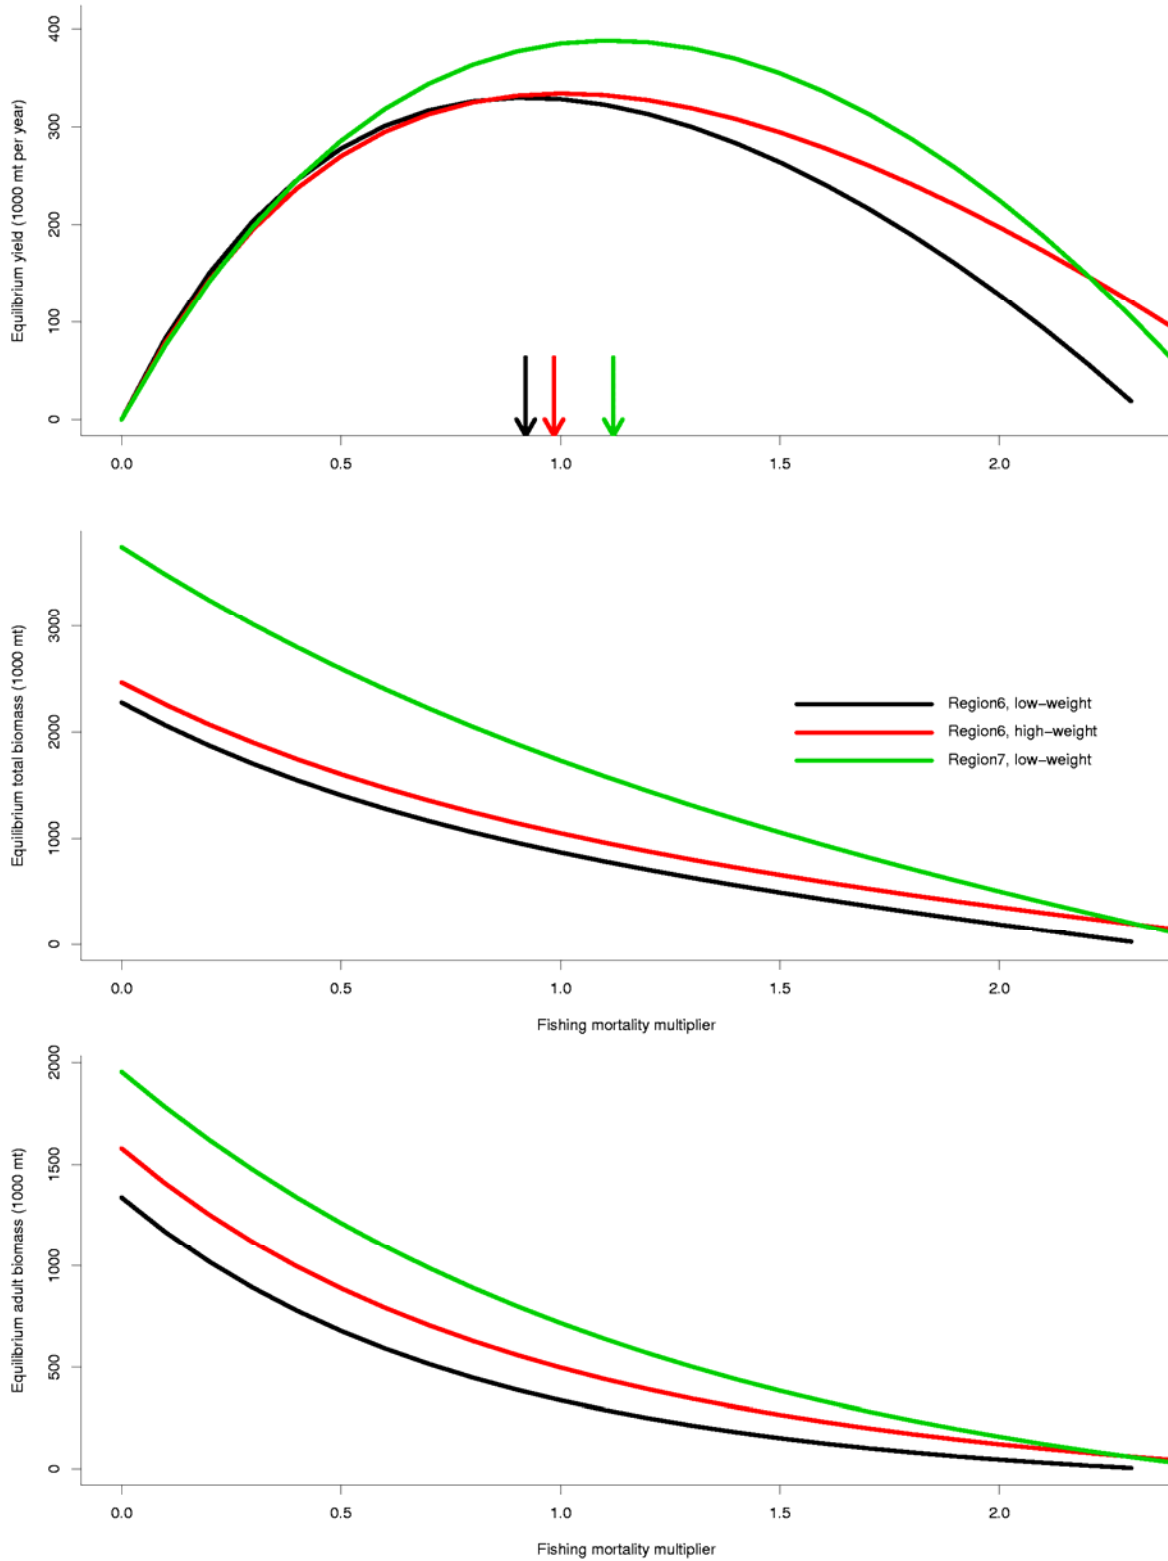 Equilibrium yield (1000 mt per year)
400
300
200
100
0
0.0 0.5 1.0 1.5 2.0
Equilibrium total biomass (1000 mt)
3000
2000
1000
0
Region6, low-weight
Region6, high-weight
Region7, low-weight
0.0 0.5 1.0 1.5 2.0
Fishing mortality multiplier
Equilibrium adult biomass (1000 mt)
2000
1500
1000
500
0
0.0 0.5 1.0 1.5 2.0
Fishing mortality multiplier